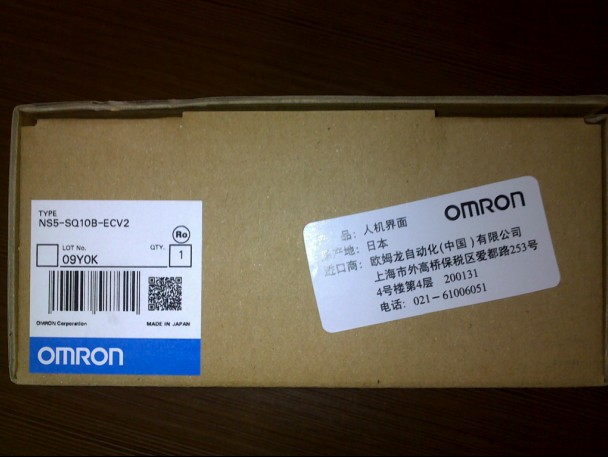 TYPE
NS5-SQ10B-ECV2
Ro
LOT No.
QTY.
09Y0K
1
OMRON Corporation
MADE IN JAPAN
OMRON
OMRON
品: 人机界面
产地: 日本
进口商: 欧姆龙自动化(中国)有限公司
上海市外高桥保税区爱都路253号
4号楼第4层 200131
电话: 021-61006051